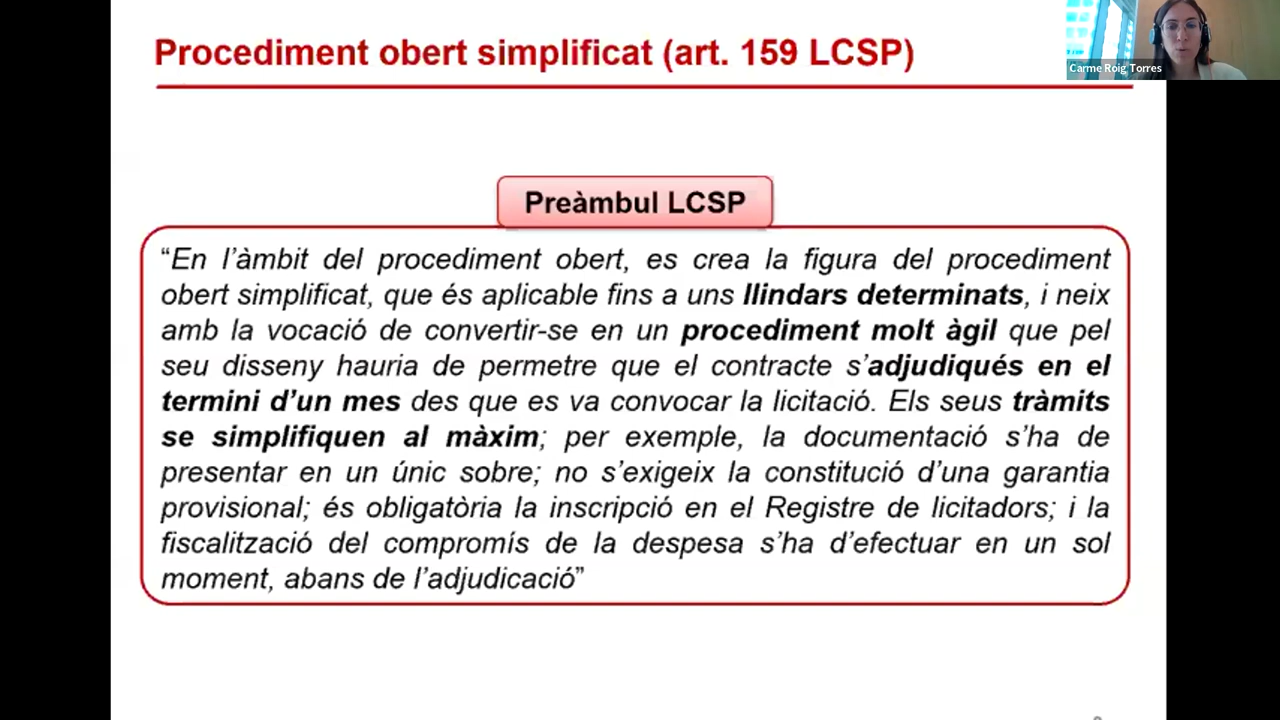 Procediment obert simplificat (art. 159 LCSP)
Carme Roig Torres
Preàmbul LCSP
“En l’àmbit del procediment obert, es crea la figura del procediment
obert simplificat, que és aplicable fins a uns llindars determinats, i neix
amb la vocació de convertir-se en un procediment molt àgil que pel
seu disseny hauria de permetre que el contracte s’adjudiqués en el
termini d’un mes des que es va convocar la licitació. Els seus tràmits
se simplifiquen al màxim; per exemple, la documentació s’ha de
presentar en un únic sobre; no s’exigeix la constitució d’una garantia
provisional; és obligatòria la inscripció en el Registre de licitadors; i la
fiscalització del compromís de la despesa s’ha d’efectuar en un sol
moment, abans de l’adjudicació”